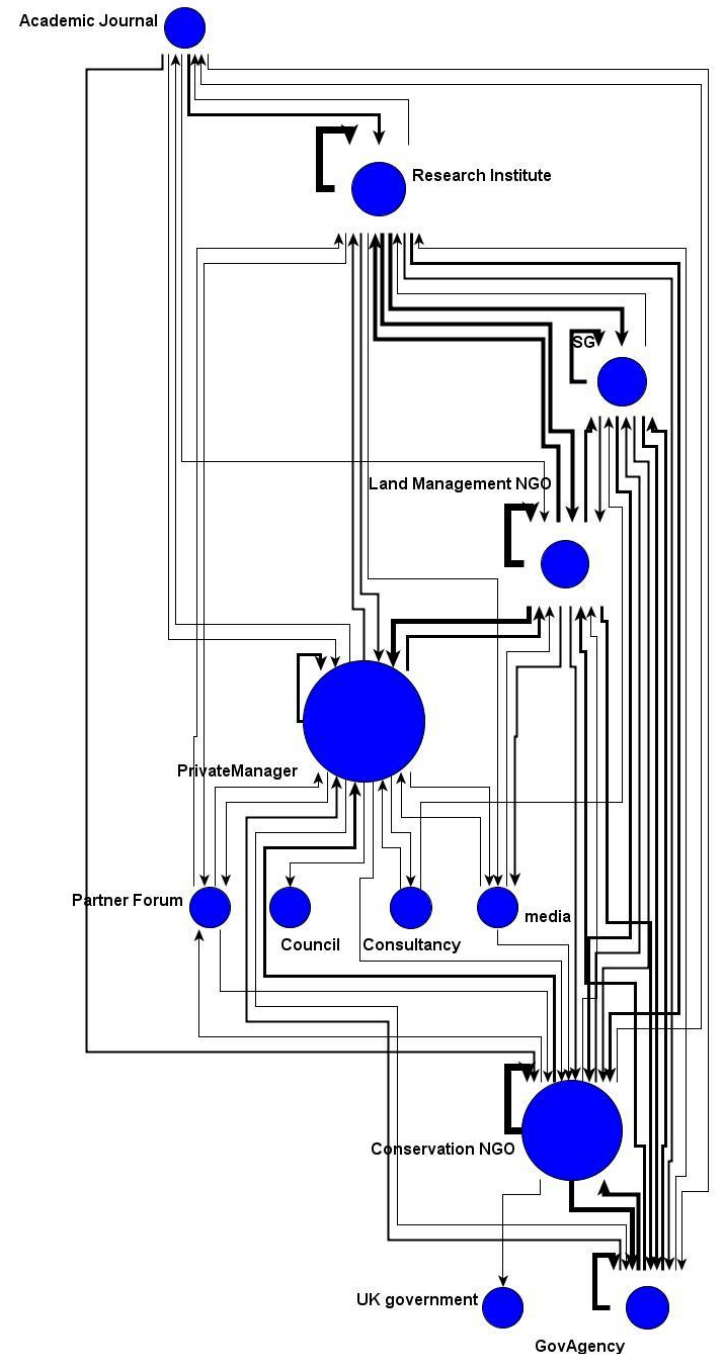 Academic Journal
Research Institute
SG
Land Management NGO
PrivateManager
Partner Forum
media
Council
Consultancy
Conservation NGO
UK government
GovAgency